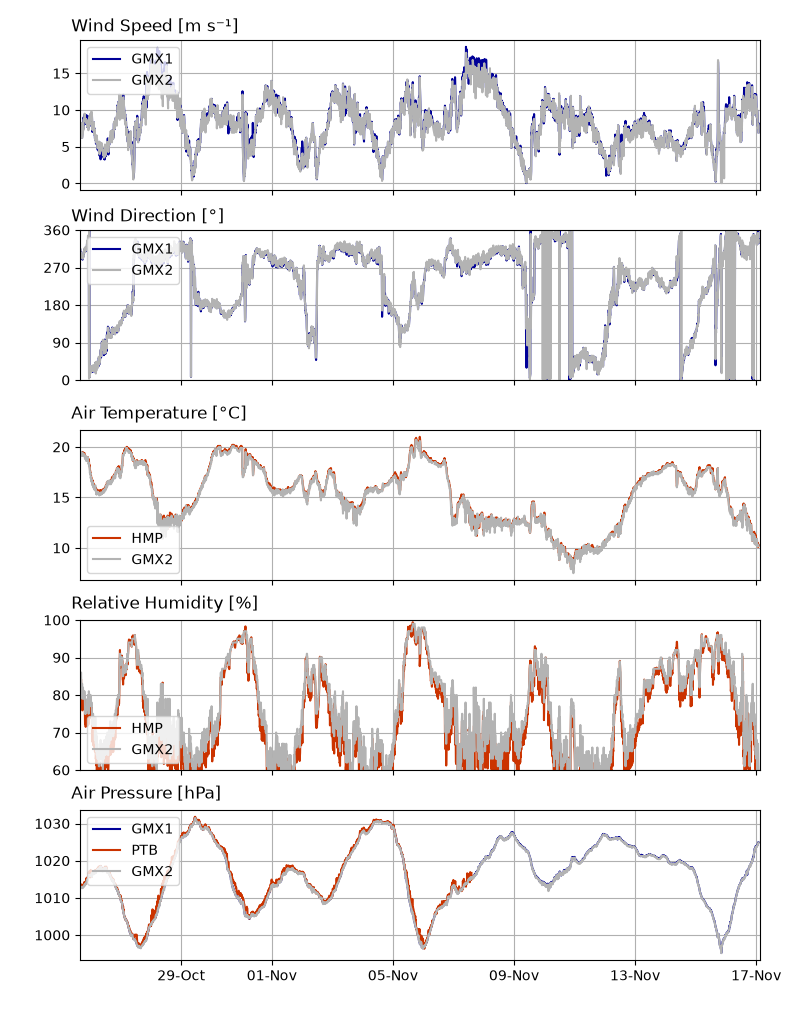 Wind Speed [m s⁻¹]
GMX1
GMX2
15
10
5
0
Wind Direction [°]
GMX1
GMX2
360
270
180
90
0
Air Temperature [°C]
20
15
10
HMP
GMX2
Relative Humidity [%]
100
90
80
70
60
HMP
GMX2
Air Pressure [hPa]
GMX1
PTB
GMX2
1030
1020
1010
1000
29-Oct 01-Nov 05-Nov 09-Nov 13-Nov 17-Nov